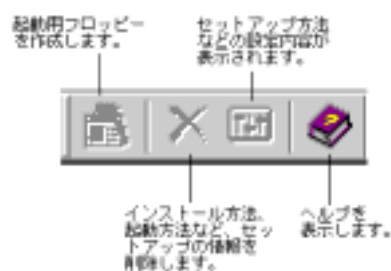 起動用フロッピー
を作成します。
セットアップ方法
などの設定内容が
表示されます。
インストール方法、
起動方法など、セッ
トアップの情報を
削除します。
ヘルプを
表示します。